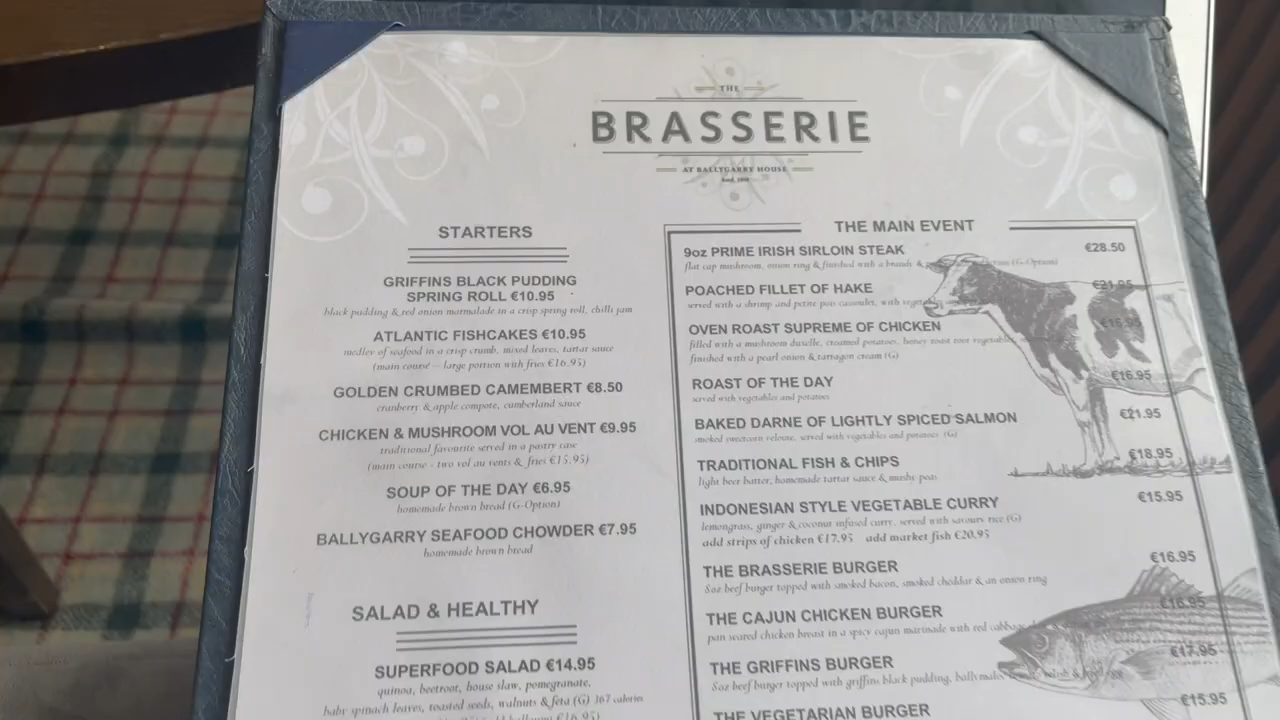 THE
BRASSERIE
AT BALLYGARRY HOUSE
STARTERS
GRIFFINS BLACK PUDDING
SPRING ROLL €10.95
black pudding & red onion marmalade in a crisp spring roll, chilli jam
ATLANTIC FISHCAKES €10.95
medley of seafood in a crisp crumb, mixed leaves, tartar sauce
(main course – large portion with fries €16.95)
GOLDEN CRUMBED CAMEMBERT €8.50
cranberry & apple compote, cumberland sauce
CHICKEN & MUSHROOM VOL AU VENT €9.95
traditional favourite served in a pastry case
(main course - two vol au vents & fries €15.95)
SOUP OF THE DAY €6.95
homemade brown bread (G-Option)
BALLYGARRY SEAFOOD CHOWDER €7.95
homemade brown bread
SALAD & HEALTHY
SUPERFOOD SALAD €14.95
quinoa, beetroot, house slaw, pomegranate,
baby spinach leaves, toasted seeds, walnuts & feta (G) 367 calories
€16.95)
THE MAIN EVENT
9oz PRIME IRISH SIRLOIN STEAK €28.50
flat cap mushroom, onion ring & finished with a brandy & (G-Option)
POACHED FILLET OF HAKE €21.95
served with a shrimp and petite pois cassoulet, with vegetables
OVEN ROAST SUPREME OF CHICKEN €16.95
filled with a mushroom duxelle, creamed potatoes, honey roast root vegetables
finished with a pearl onion & tarragon cream (G)
ROAST OF THE DAY €16.95
served with vegetables and potatoes
BAKED DARNE OF LIGHTLY SPICED SALMON €21.95
smoked sweetcorn veloute, served with vegetables and potatoes (G)
TRADITIONAL FISH & CHIPS €18.95
light beer batter, homemade tartar sauce & mushy peas
INDONESIAN STYLE VEGETABLE CURRY €15.95
lemongrass, ginger & coconut infused curry, served with savoury rice (G)
add strips of chicken €17.95 add market fish €20.95
THE BRASSERIE BURGER €16.95
8oz beef burger topped with smoked bacon, smoked cheddar & an onion ring
THE CAJUN CHICKEN BURGER €16.95
pan seared chicken breast in a spicy cajun marinade with red cabbage
THE GRIFFINS BURGER €17.95
8oz beef burger topped with griffins black pudding, ballymaloe relish &
THE VEGETARIAN BURGER €15.95